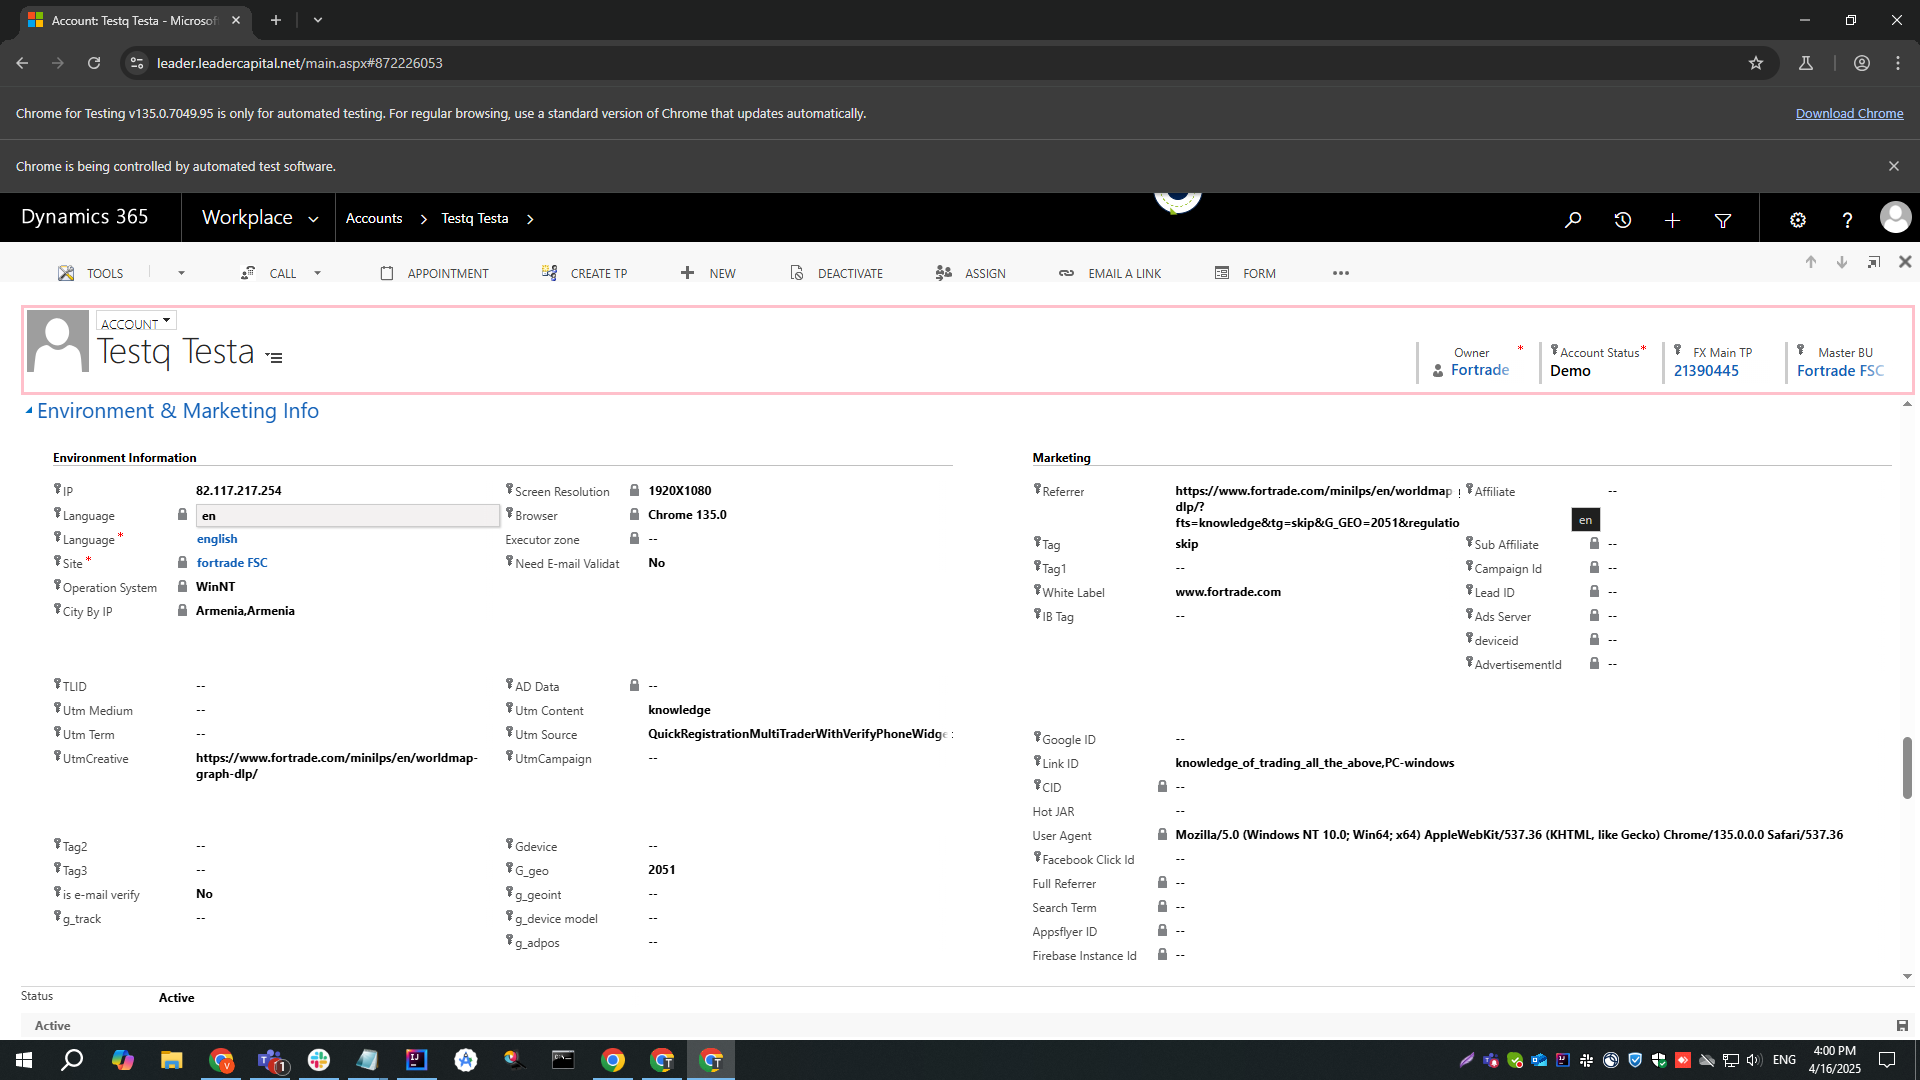 Account: Testq Testa - Microsof
leader.leadercapital.net/main.aspx#872226053
Chrome for Testing v135.0.7049.95 is only for automated testing. For regular browsing, use a standard version of Chrome that updates automatically.
Download Chrome
Chrome is being controlled by automated test software.
Dynamics 365
Workplace
Accounts
Testq Testa
TOOLS
CALL
APPOINTMENT
CREATE TP
NEW
DEACTIVATE
ASSIGN
EMAIL A LINK
FORM
ACCOUNT
Testq Testa
Owner *
Fortrade
Account Status *
Demo
FX Main TP
21390445
Master BU
Fortrade FSC
Environment & Marketing Info
Environment Information
IP 82.117.217.254
Language en
Language * english
Site * fortrade FSC
Operation System WinNT
City By IP Armenia,Armenia
Screen Resolution 1920X1080
Browser Chrome 135.0
Executor zone --
Need E-mail Validat No
TLID --
Utm Medium --
Utm Term --
UtmCreative https://www.fortrade.com/minilps/en/worldmap-
graph-dlp/
AD Data --
Utm Content knowledge
Utm Source QuickRegistrationMultiTraderWithVerifyPhoneWidge
UtmCampaign --
Tag2 --
Tag3 --
is e-mail verify No
g_track --
Gdevice --
G_geo 2051
g_geoint --
g_device model --
g_adpos --
Marketing
Referrer https://www.fortrade.com/minilps/en/worldmap
dlp/?
fts=knowledge&tg=skip&G_GEO=2051&regulatio
Tag skip
Tag1 --
White Label www.fortrade.com
IB Tag --
Affiliate --
en
Sub Affiliate --
Campaign Id --
Lead ID --
Ads Server --
deviceid --
AdvertisementId --
Google ID --
Link ID knowledge_of_trading_all_the_above,PC-windows
CID --
Hot JAR --
User Agent Mozilla/5.0 (Windows NT 10.0; Win64; x64) AppleWebKit/537.36 (KHTML, like Gecko) Chrome/135.0.0.0 Safari/537.36
Facebook Click Id --
Full Referrer --
Search Term --
Appsflyer ID --
Firebase Instance Id --
Status Active
Active
ENG
4:00 PM
4/16/2025